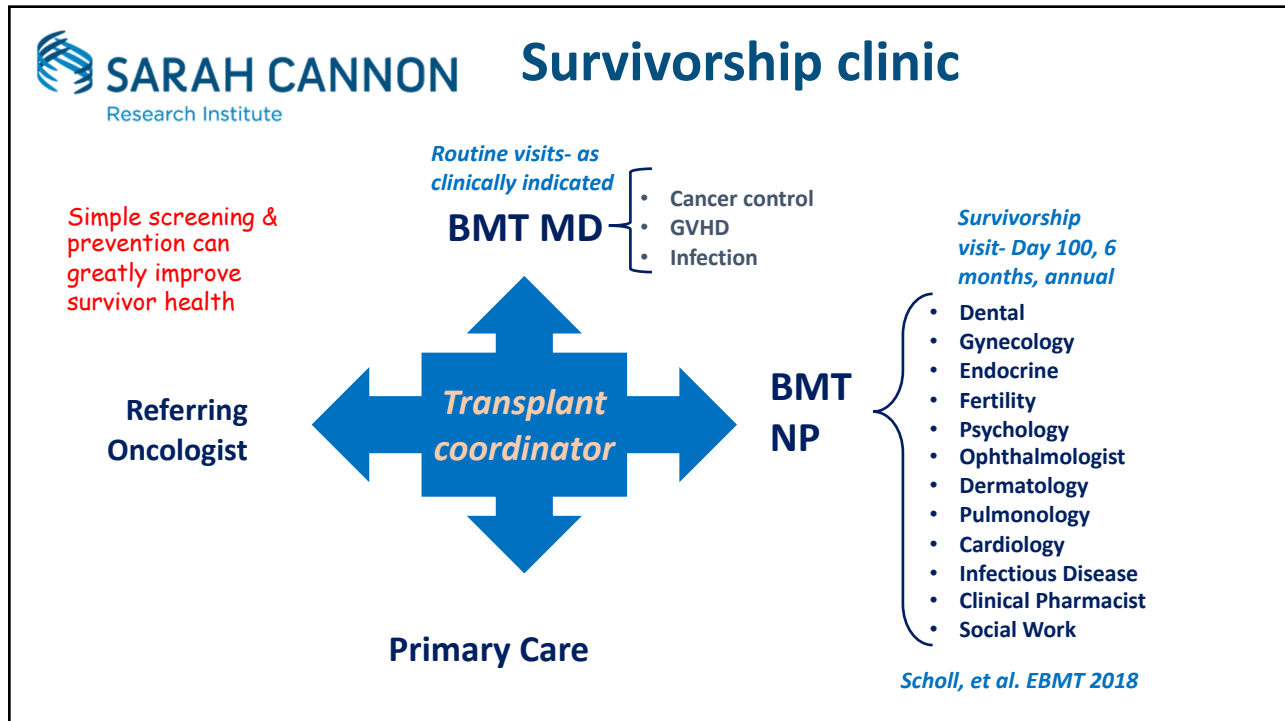 SARAH CANNON
Research Institute
Survivorship clinic
Routine visits- as
clinically indicated
BMT MD
• Cancer control
• GVHD
• Infection
Simple screening &
prevention can
greatly improve
survivor health
Survivorship
visit- Day 100, 6
months, annual
Referring
Oncologist
Transplant
coordinator
BMT
NP
• Dental
• Gynecology
• Endocrine
• Fertility
• Psychology
• Ophthalmologist
• Dermatology
• Pulmonology
• Cardiology
• Infectious Disease
• Clinical Pharmacist
• Social Work
Primary Care
Scholl, et al. EBMT 2018